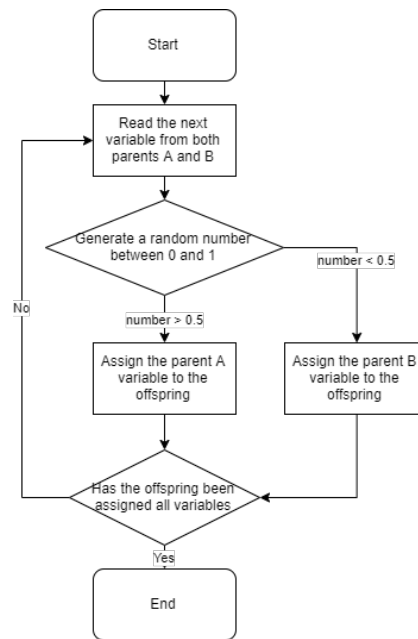 Start
Read the next
variable from both
parents A and B
Generate a random number
between 0 and 1
number < 0.5
No
number > 0.5
Assign the parent A
variable to the
offspring
Assign the parent B
variable to the
offspring
Has the offspring been
assigned all variables
Yes
End